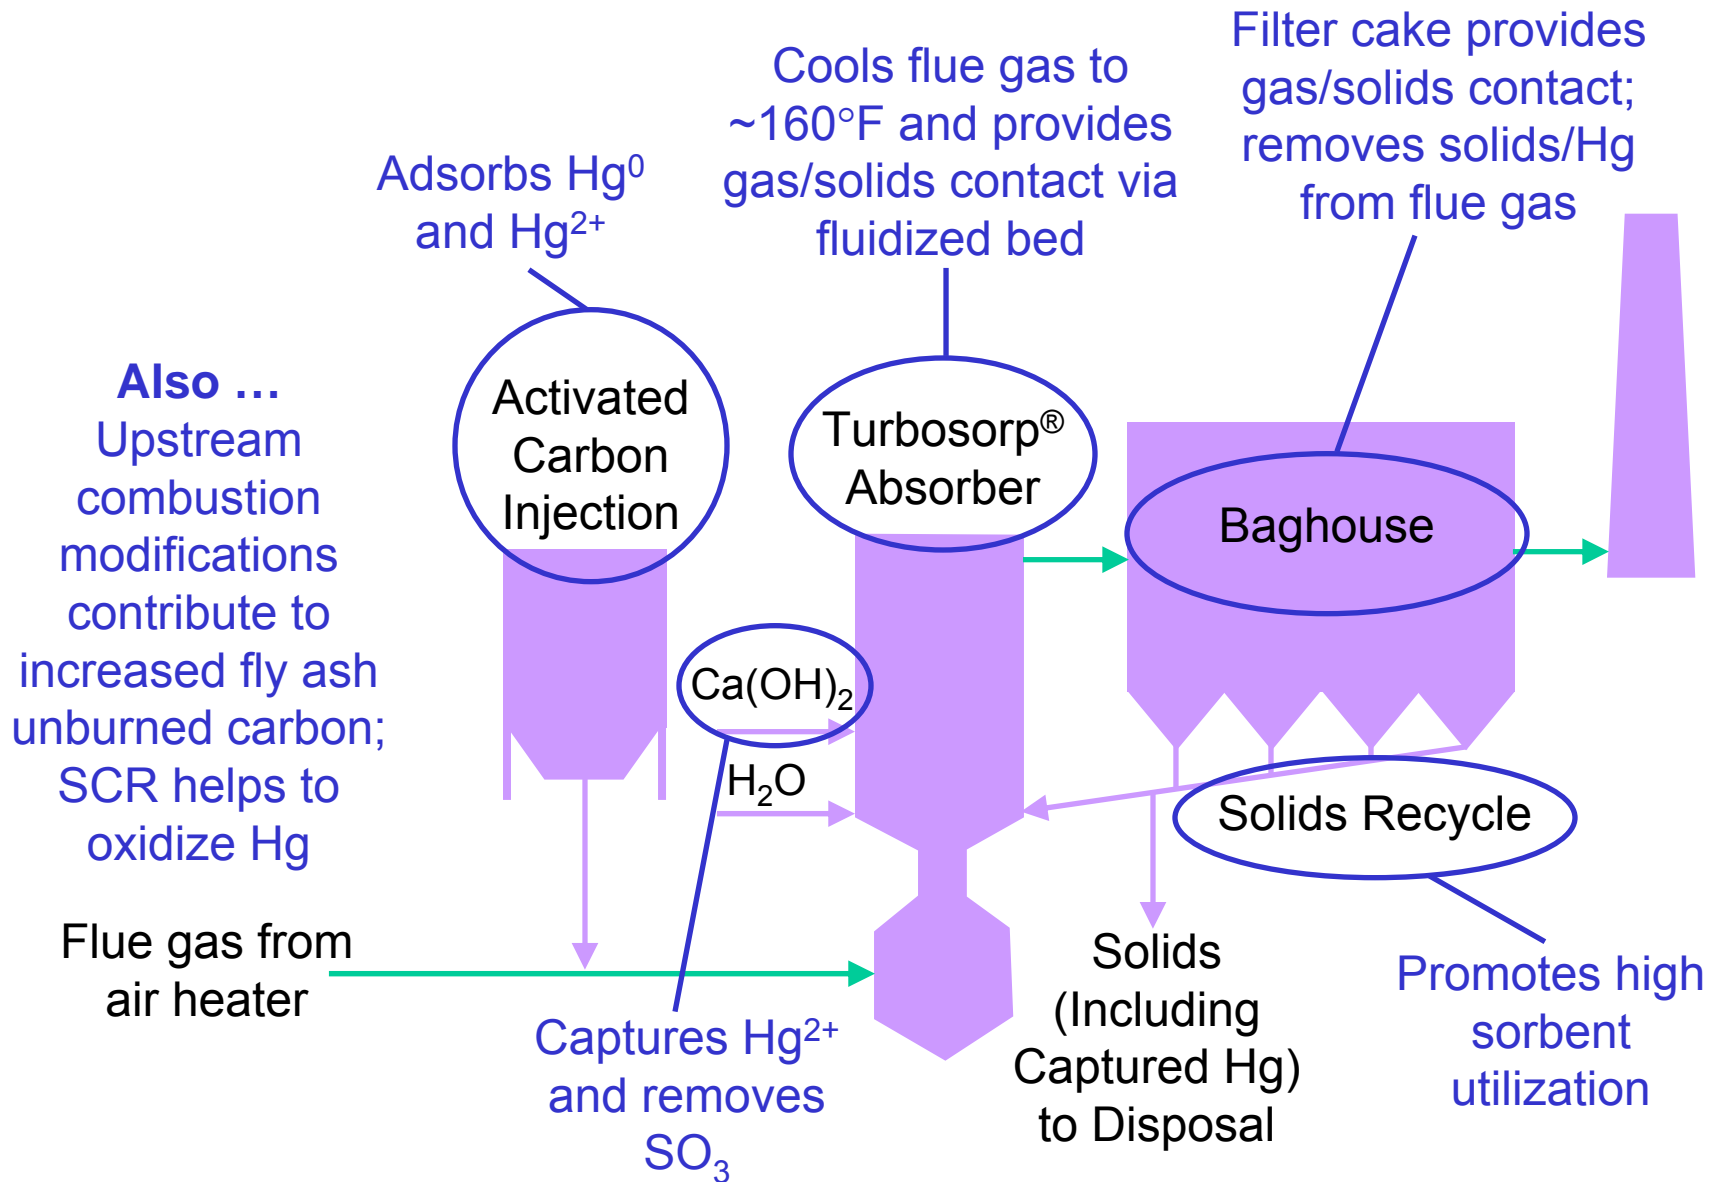 Cools flue gas to
~160°F and provides
gas/solids contact via
fluidized bed
Filter cake provides
gas/solids contact;
removes solids/Hg
from flue gas
Adsorbs Hg⁰
and Hg²⁺
Also …
Upstream
combustion
modifications
contribute to
increased fly ash
unburned carbon;
SCR helps to
oxidize Hg
Activated
Carbon
Injection
Turbosorp®
Absorber
Baghouse
Ca(OH)₂
H₂O
Solids Recycle
Flue gas from
air heater
Captures Hg²⁺
and removes
SO₃
Solids
(Including
Captured Hg)
to Disposal
Promotes high
sorbent
utilization